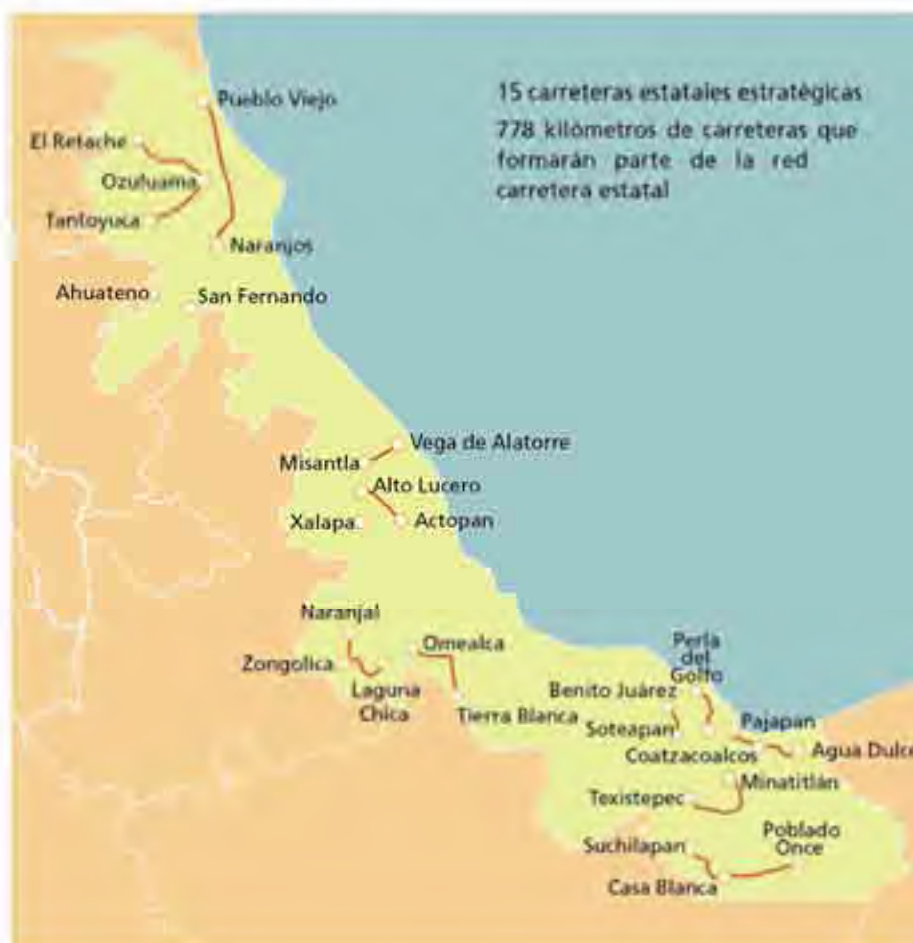 15 carreteras estatales estratégicas
778 kilómetros de carreteras que
formarán parte de la red
carretera estatal
Pueblo Viejo
El Retache
Ozuluama
Tantoyuca
Naranjos
Ahuateno
San Fernando
Vega de Alatorre
Misantla
Alto Lucero
Xalapa
Actopan
Naranjal
Omealca
Zongolica
Laguna
Chica
Tierra Blanca
Perla
del
Golfo
Benito Juárez
Soteapan
Pajapan
Coatzacoalcos
Agua Dulce
Minatitlán
Texistepec
Suchilapan
Poblado
Once
Casa Blanca